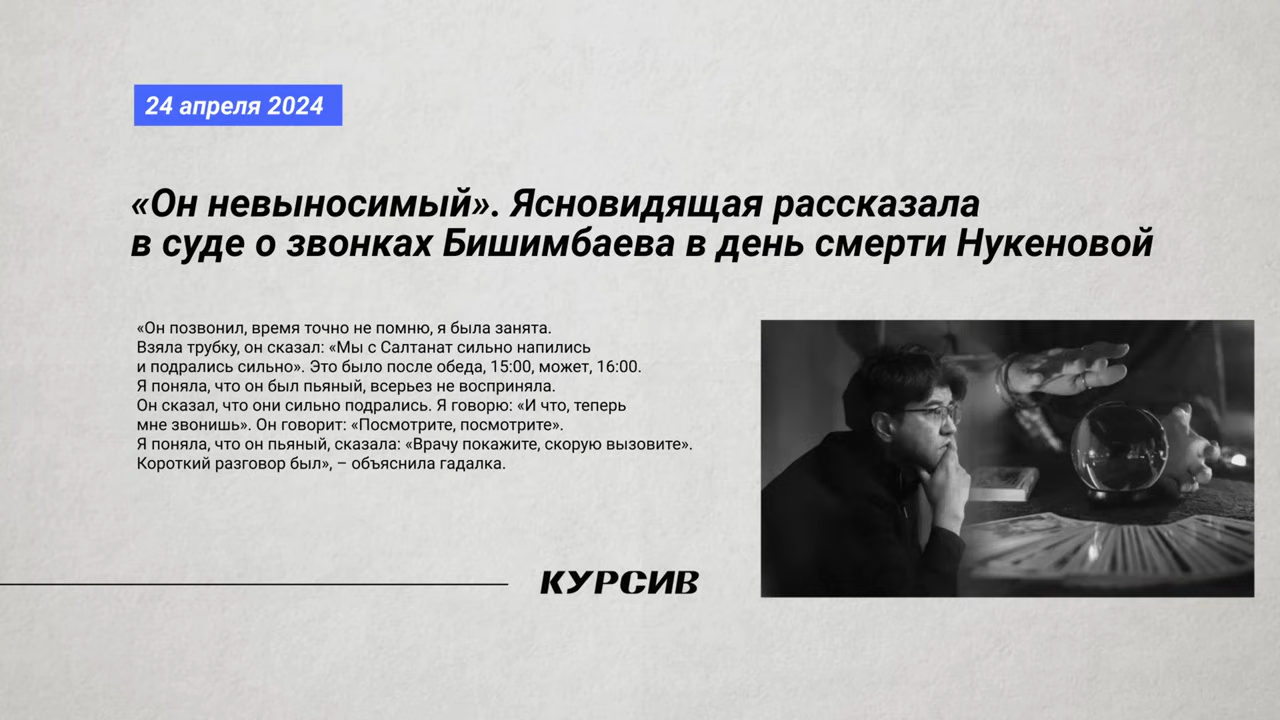 24 апреля 2024
«Он невыносимый». Ясновидящая рассказала
в суде о звонках Бишимбаева в день смерти Нукеновой
«Он позвонил, время точно не помню, я была занята.
Взяла трубку, он сказал: «Мы с Салтанат сильно напились
и подрались сильно». Это было после обеда, 15:00, может, 16:00.
Я поняла, что он был пьяный, всерьез не восприняла.
Он сказал, что они сильно подрались. Я говорю: «И что, теперь
мне звонишь». Он говорит: «Посмотрите, посмотрите».
Я поняла, что он пьяный, сказала: «Врачу покажите, скорую вызовите».
Короткий разговор был», – объяснила гадалка.
КУРСИВ